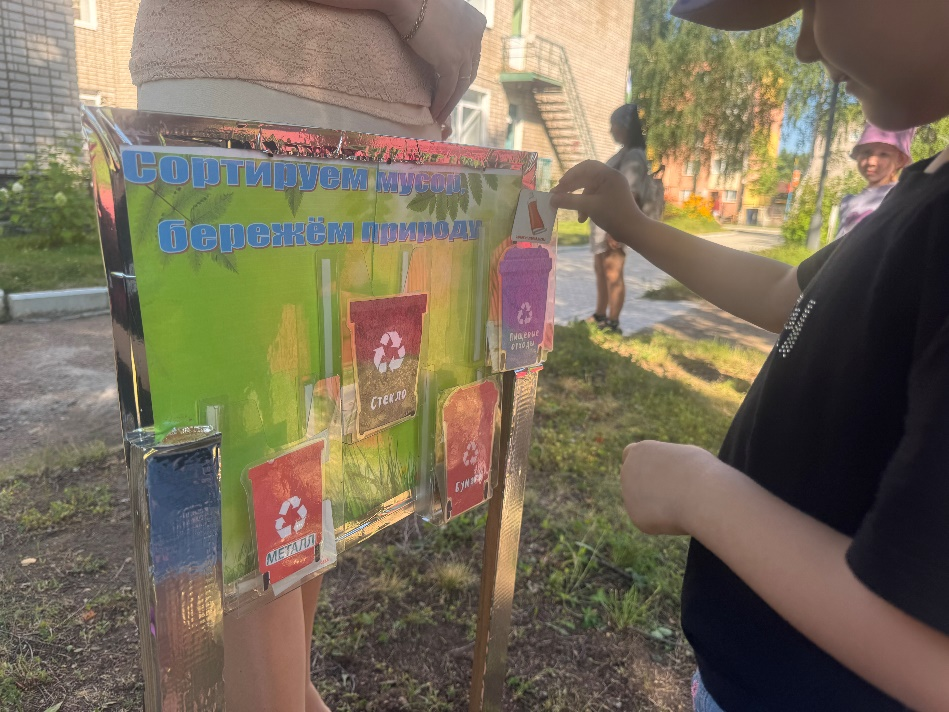 Сортируем мусор
бережём природу
Пищевые
отходы
Стекло
Бумага
МЕТАЛЛ